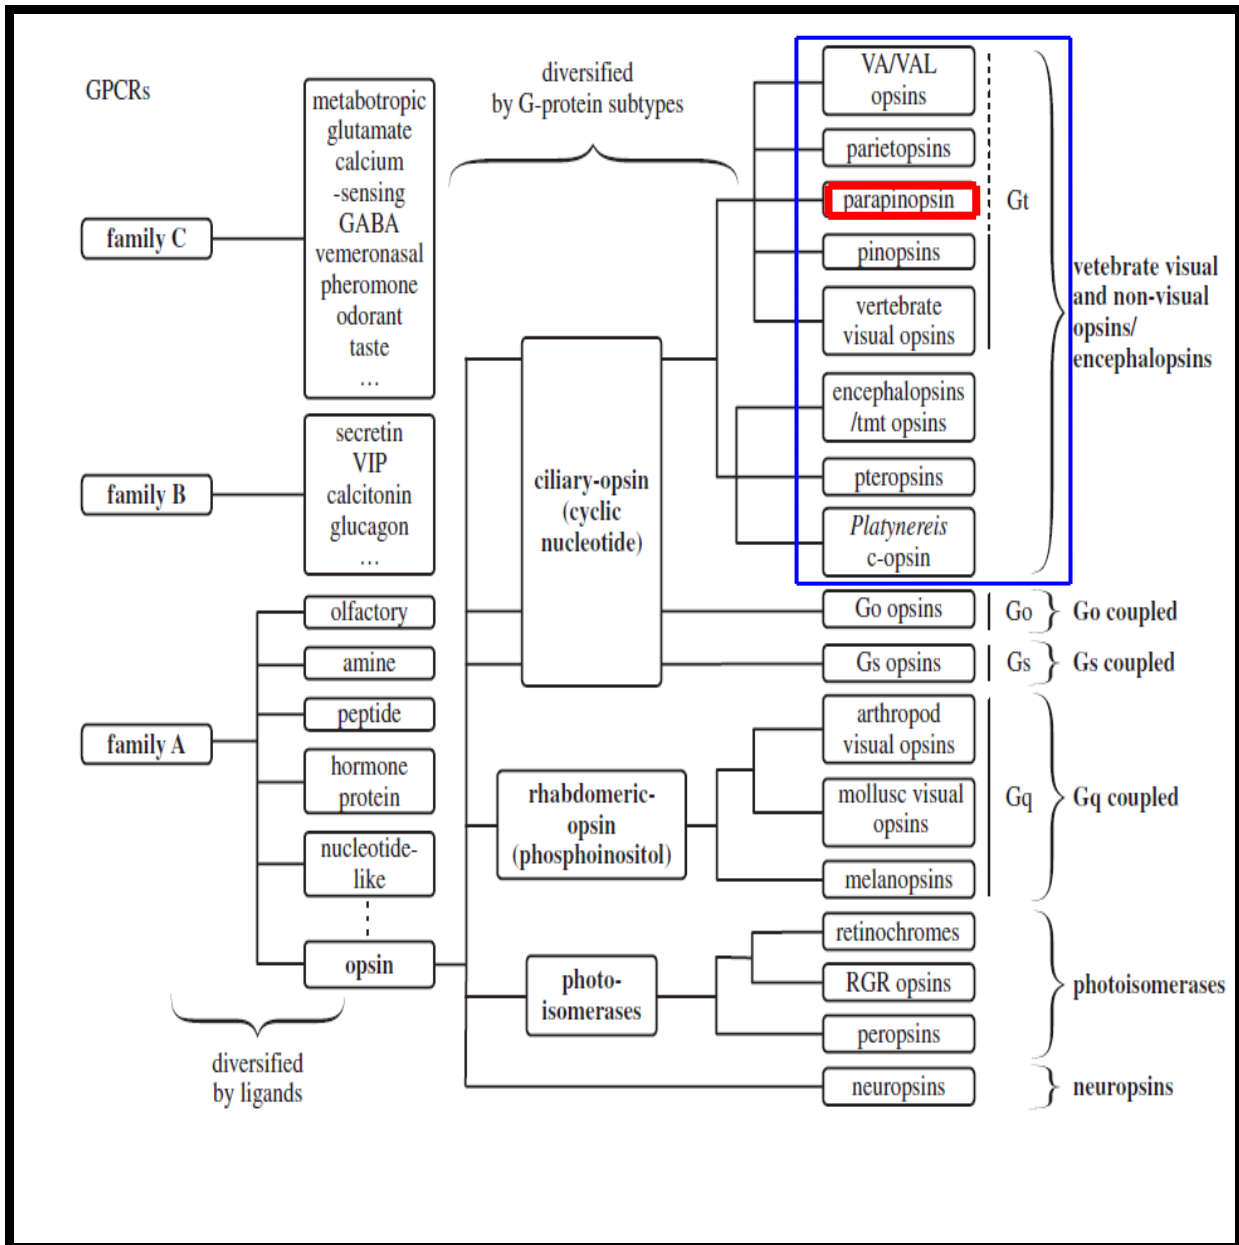 GPCRs
metabotropic
glutamate
calcium
-sensing
GABA
vemeronasal
pheromone
odorant
taste
...
family C
secretin
VIP
calcitonin
glucagon
...
family B
olfactory
amine
peptide
hormone
protein
nucleotide-
like
opsin
family A
diversified
by ligands
diversified
by G-protein subtypes
ciliary-opsin
(cyclic
nucleotide)
rhabdomeric-
opsin
(phosphoinositol)
photo-
isomerases
VA/VAL
opsins
parietopsins
parapinopsin
pinopsins
vertebrate
visual opsins
encephalopsins
/tmt opsins
pteropsins
Platynereis
c-opsin
Go opsins
Gs opsins
arthropod
visual opsins
mollusc visual
opsins
melanopsins
retinochromes
RGR opsins
peropsins
neuropsins
Gt
Go
Gs
Gq
vetebrate visual
and non-visual
opsins/
encephalopsins
Go coupled
Gs coupled
Gq coupled
photoisomerases
neuropsins